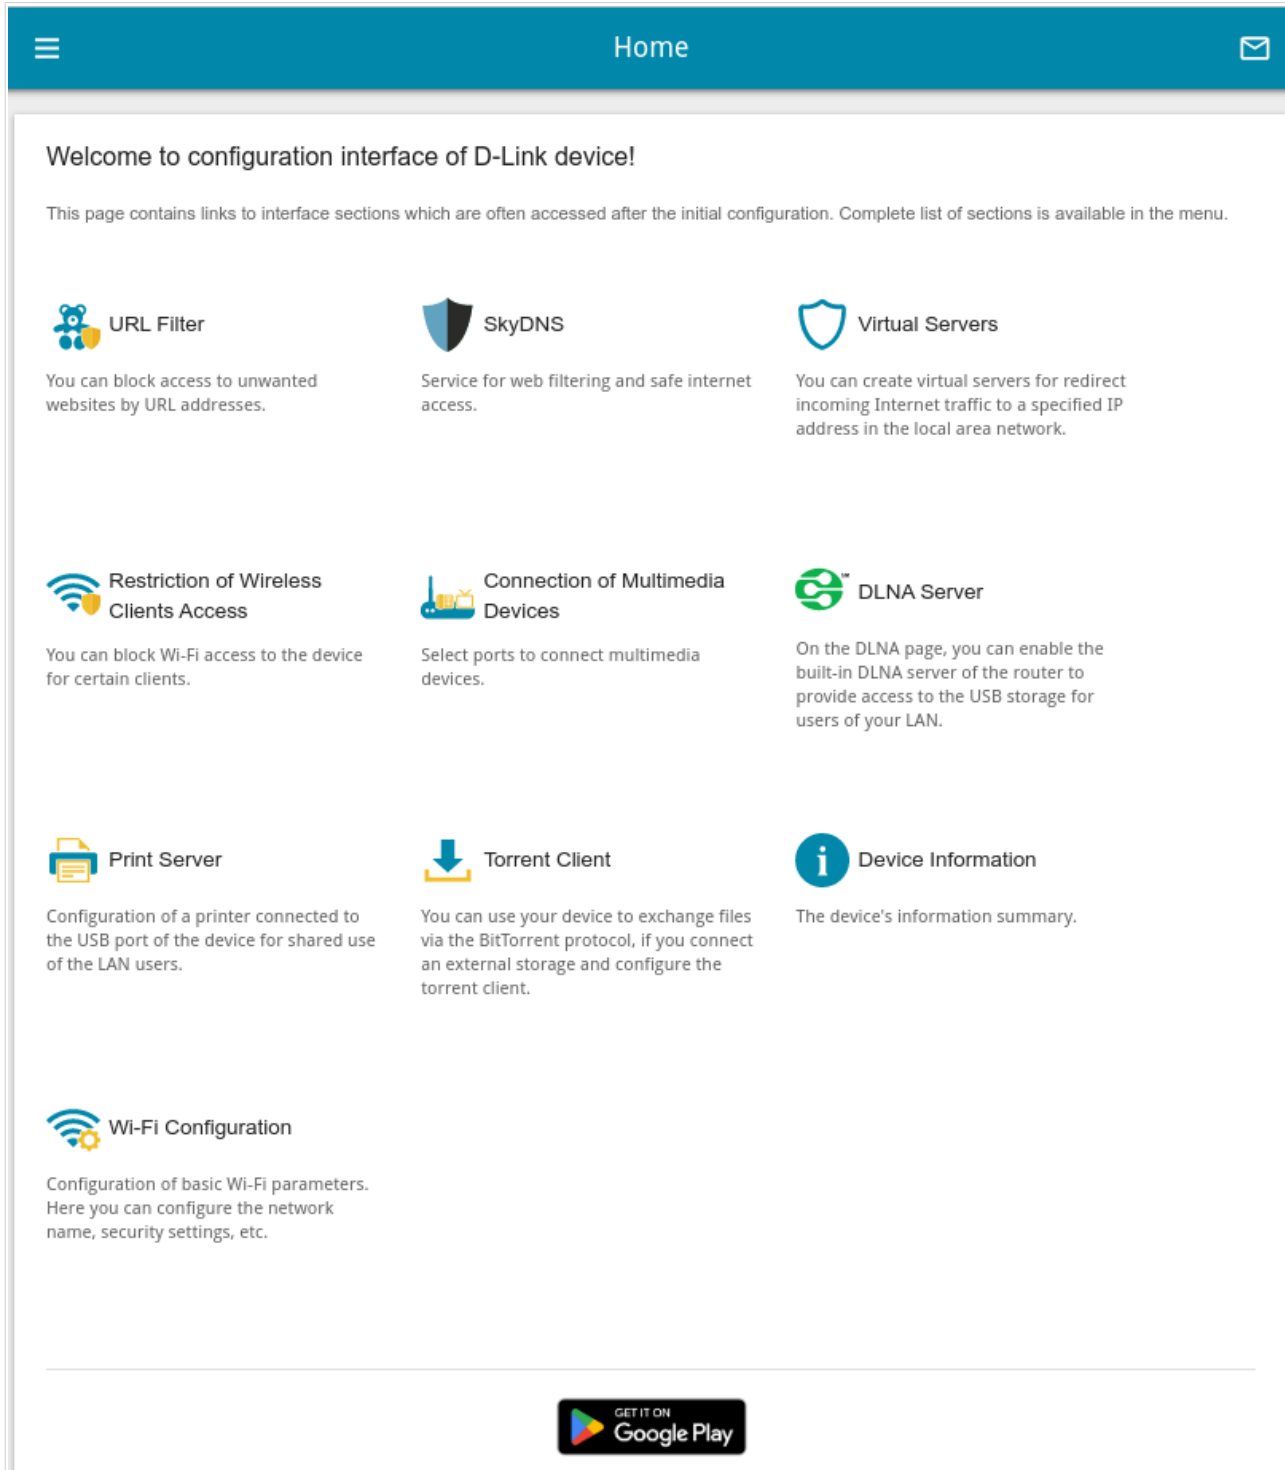 Home
Welcome to configuration interface of D-Link device!
This page contains links to interface sections which are often accessed after the initial configuration. Complete list of sections is available in the menu.
URL Filter
You can block access to unwanted
websites by URL addresses.
SkyDNS
Service for web filtering and safe internet
access.
Virtual Servers
You can create virtual servers for redirect
incoming Internet traffic to a specified IP
address in the local area network.
Restriction of Wireless
Clients Access
You can block Wi-Fi access to the device
for certain clients.
Connection of Multimedia
Devices
Select ports to connect multimedia
devices.
DLNA Server
On the DLNA page, you can enable the
built-in DLNA server of the router to
provide access to the USB storage for
users of your LAN.
Print Server
Configuration of a printer connected to
the USB port of the device for shared use
of the LAN users.
Torrent Client
You can use your device to exchange files
via the BitTorrent protocol, if you connect
an external storage and configure the
torrent client.
Device Information
The device's information summary.
Wi-Fi Configuration
Configuration of basic Wi-Fi parameters.
Here you can configure the network
name, security settings, etc.
GET IT ON
Google Play